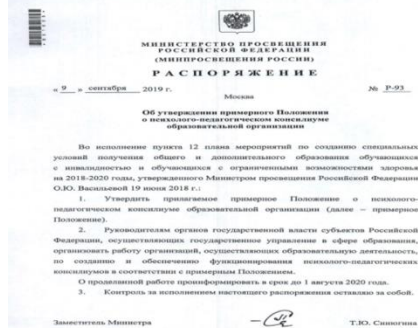 МИНИСТЕРСТВО ПРОСВЕЩЕНИЯ
РОССИЙСКОЙ ФЕДЕРАЦИИ
(МИНПРОСВЕЩЕНИЯ РОССИИ)
РАСПОРЯЖЕНИЕ
« 9 » сентября 2019 г. № Р-93
Москва
Об утверждении примерного Положения
о психолого-педагогическом консилиуме
образовательной организации
Во исполнение пункта 12 плана мероприятий по созданию специальных
условий получения общего и дополнительного образования обучающихся
с инвалидностью и обучающихся с ограниченными возможностями здоровья
на 2018-2020 годы, утвержденного Министром просвещения Российской Федерации
О.Ю. Васильевой 19 июня 2018 г.:
1. Утвердить прилагаемое примерное Положение о психолого-
педагогическом консилиуме образовательной организации (далее – примерное
Положение).
2. Руководителям органов государственной власти субъектов Российской
Федерации, осуществляющих государственное управление в сфере образования,
организовать работу организаций, осуществляющих образовательную деятельность,
по созданию и обеспечению функционирования психолого-педагогических
консилиумов в соответствии с примерным Положением.
О проделанной работе проинформировать в срок до 1 августа 2020 года.
3. Контроль за исполнением настоящего распоряжения оставляю за собой.
Заместитель Министра Т.Ю. Синюгина